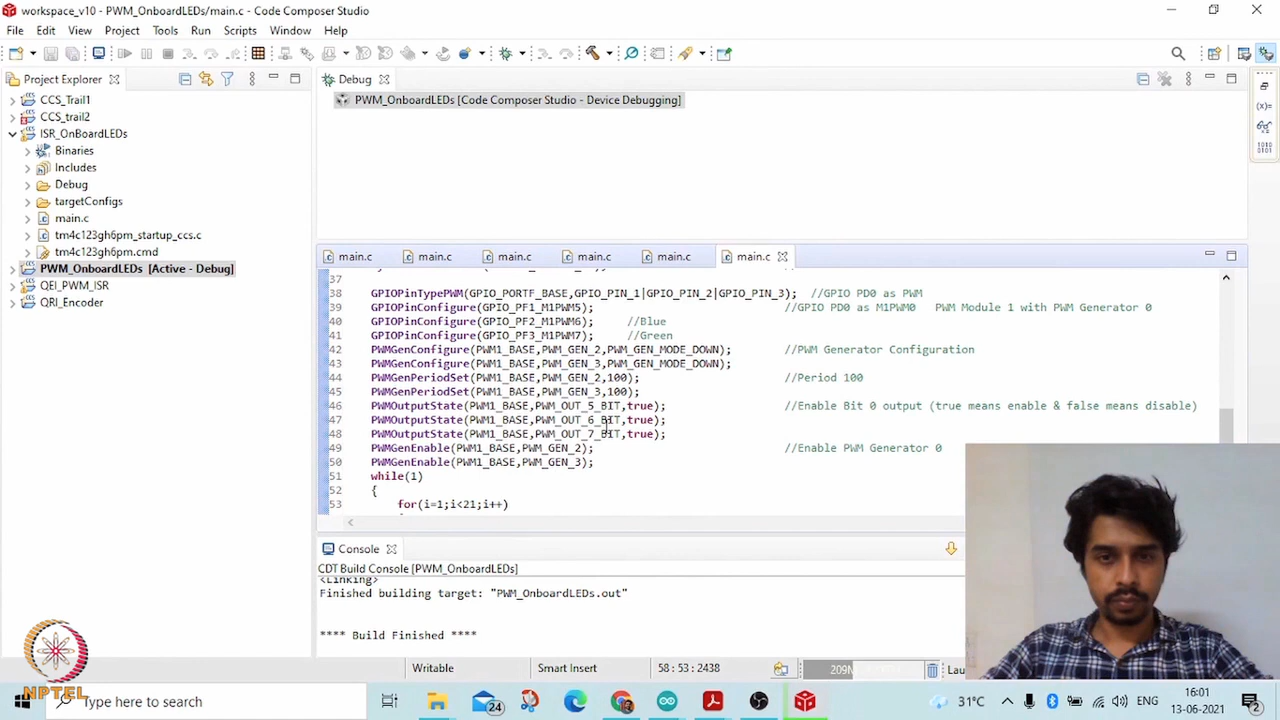 workspace_v10 - PWM_OnboardLEDs/main.c - Code Composer Studio
File Edit View Project Tools Run Scripts Window Help
Project Explorer
CCS_Trail1
CCS_trail2
ISR_OnBoardLEDs
Binaries
Includes
Debug
targetConfigs
main.c
tm4c123gh6pm_startup_ccs.c
tm4c123gh6pm.cmd
PWM_OnboardLEDs [Active - Debug]
QEI_PWM_ISR
QRI_Encoder
Debug
PWM_OnboardLEDs [Code Composer Studio - Device Debugging]
main.c main.c main.c main.c main.c main.c
37
38 GPIOPinTypePWM(GPIO_PORTF_BASE,GPIO_PIN_1|GPIO_PIN_2|GPIO_PIN_3); //GPIO PD0 as PWM
39 GPIOPinConfigure(GPIO_PF1_M1PWM5); //GPIO PD0 as M1PWM0 PWM Module 1 with PWM Generator 0
40 GPIOPinConfigure(GPIO_PF2_M1PWM6); //Blue
41 GPIOPinConfigure(GPIO_PF3_M1PWM7); //Green
42 PWMGenConfigure(PWM1_BASE,PWM_GEN_2,PWM_GEN_MODE_DOWN); //PWM Generator Configuration
43 PWMGenConfigure(PWM1_BASE,PWM_GEN_3,PWM_GEN_MODE_DOWN);
44 PWMGenPeriodSet(PWM1_BASE,PWM_GEN_2,100); //Period 100
45 PWMGenPeriodSet(PWM1_BASE,PWM_GEN_3,100);
46 PWMOutputState(PWM1_BASE,PWM_OUT_5_BIT,true); //Enable Bit 0 output (true means enable & false means disable)
47 PWMOutputState(PWM1_BASE,PWM_OUT_6_BIT,true);
48 PWMOutputState(PWM1_BASE,PWM_OUT_7_BIT,true);
49 PWMGenEnable(PWM1_BASE,PWM_GEN_2); //Enable PWM Generator 0
50 PWMGenEnable(PWM1_BASE,PWM_GEN_3);
51 while(1)
52 {
53 for(i=1;i<21;i++)
Console
CDT Build Console [PWM_OnboardLEDs]
<Linking>
Finished building target: "PWM_OnboardLEDs.out"
**** Build Finished ****
Writable Smart Insert 58 : 53 : 2438
NPTEL
Type here to search
24
31°C
ENG
16:01
13-06-2021
2